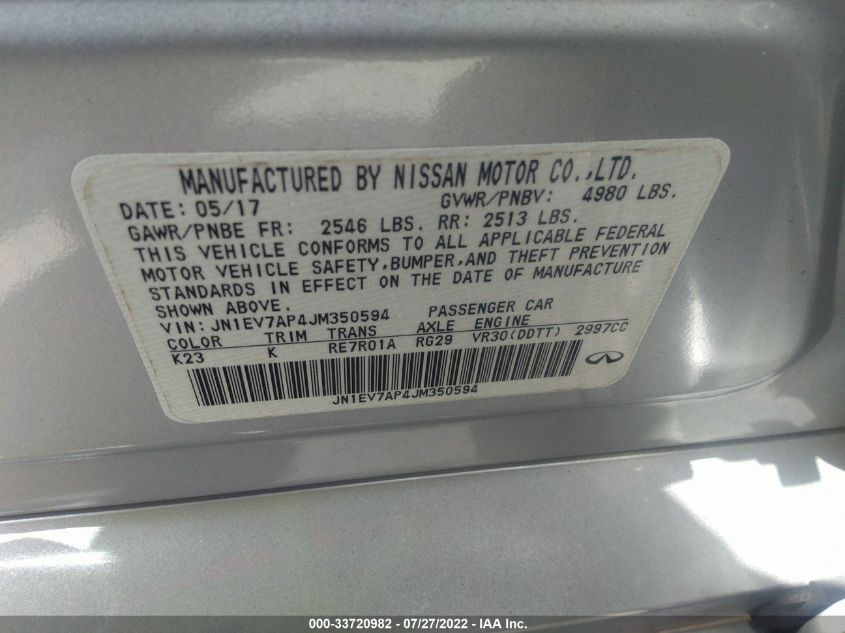 MANUFACTURED BY NISSAN MOTOR CO.,LTD.
DATE: 05/17 GVWR/PNBV: 4980 LBS.
GAWR/PNBE FR: 2546 LBS. RR: 2513 LBS.
THIS VEHICLE CONFORMS TO ALL APPLICABLE FEDERAL
MOTOR VEHICLE SAFETY,BUMPER,AND THEFT PREVENTION
STANDARDS IN EFFECT ON THE DATE OF MANUFACTURE
SHOWN ABOVE.
VIN: JN1EV7AP4JM350594 PASSENGER CAR
COLOR TRIM TRANS AXLE ENGINE
K23 K RE7R01A RG29 VR30(DDTT) 2997CC
JN1EV7AP4JM350594
000-33720982 / 07/27/2022 - IAA Inc.